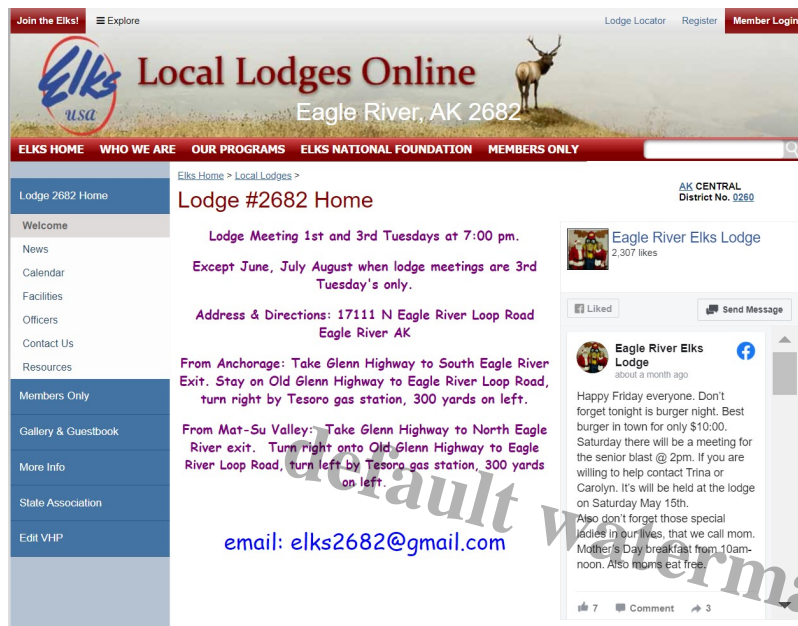 Join the Elks!
Explore
Lodge Locator
Register
Member Login
Elks
USA
Local Lodges Online
Eagle River, AK 2682
ELKS HOME
WHO WE ARE
OUR PROGRAMS
ELKS NATIONAL FOUNDATION
MEMBERS ONLY
Elks Home > Local Lodges >
Lodge 2682 Home
Welcome
News
Calendar
Facilities
Officers
Contact Us
Resources
Members Only
Gallery & Guestbook
More Info
State Association
Edit VHP
Lodge #2682 Home
Lodge Meeting 1st and 3rd Tuesdays at 7:00 pm.
Except June, July August when lodge meetings are 3rd
Tuesday's only.
Address & Directions: 17111 N Eagle River Loop Road
Eagle River AK
From Anchorage: Take Glenn Highway to South Eagle River
Exit. Stay on Old Glenn Highway to Eagle River Loop Road,
turn right by Tesoro gas station, 300 yards on left.
From Mat-Su Valley: Take Glenn Highway to North Eagle
River exit. Turn right onto Old Glenn Highway to Eagle
River Loop Road, turn left by Tesoro gas station, 300 yards
on left.
email: elks2682@gmail.com
AK CENTRAL
District No. 0260
Eagle River Elks Lodge
2,307 likes
Liked
Send Message
Eagle River Elks
Lodge
about a month ago
Happy Friday everyone. Don't
forget tonight is burger night. Best
burger in town for only $10:00.
Saturday there will be a meeting for
the senior blast @ 2pm. If you are
willing to help contact Trina or
Carolyn. It's will be held at the lodge
on Saturday May 15th.
Also don't forget those special
ladies in our lives, that we call mom.
Mother's Day breakfast from 10am-
noon. Also moms eat free.
7
Comment
3
default waterma